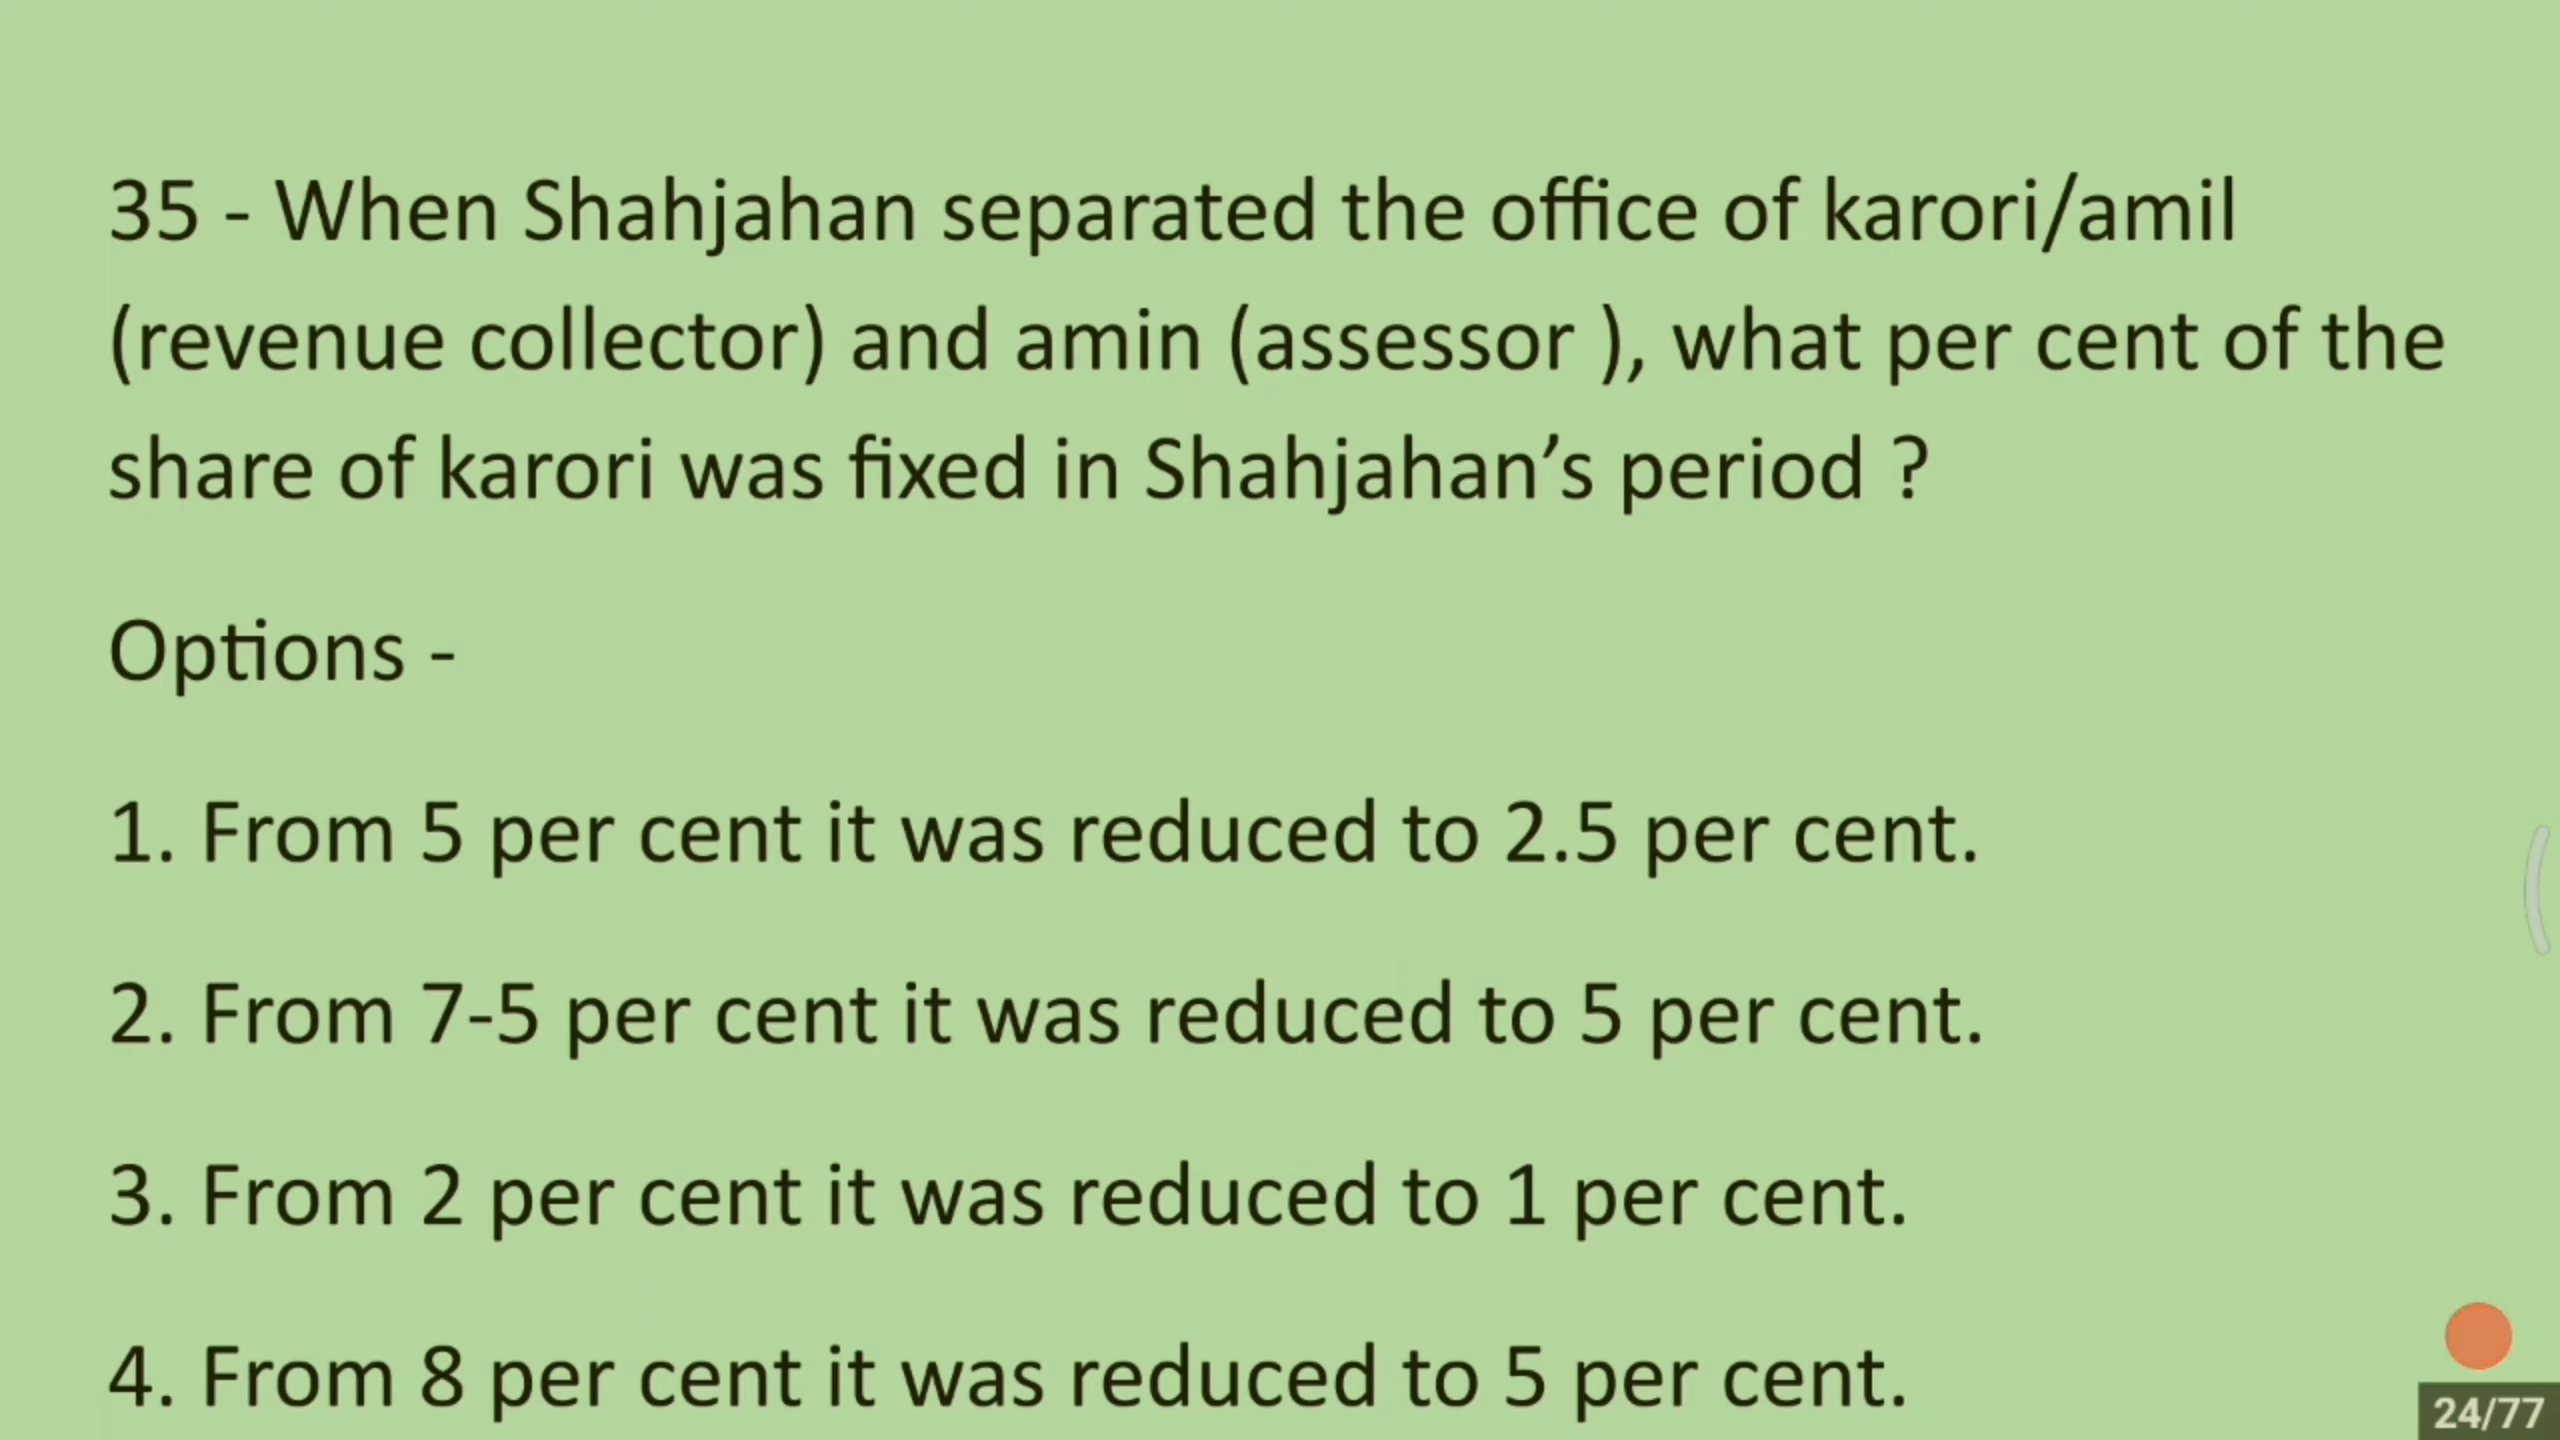 35 - When Shahjahan separated the office of karori/amil
(revenue collector) and amin (assessor ), what per cent of the
share of karori was fixed in Shahjahan’s period ?
Options -
1. From 5 per cent it was reduced to 2.5 per cent.
2. From 7-5 per cent it was reduced to 5 per cent.
3. From 2 per cent it was reduced to 1 per cent.
4. From 8 per cent it was reduced to 5 per cent.
24/77